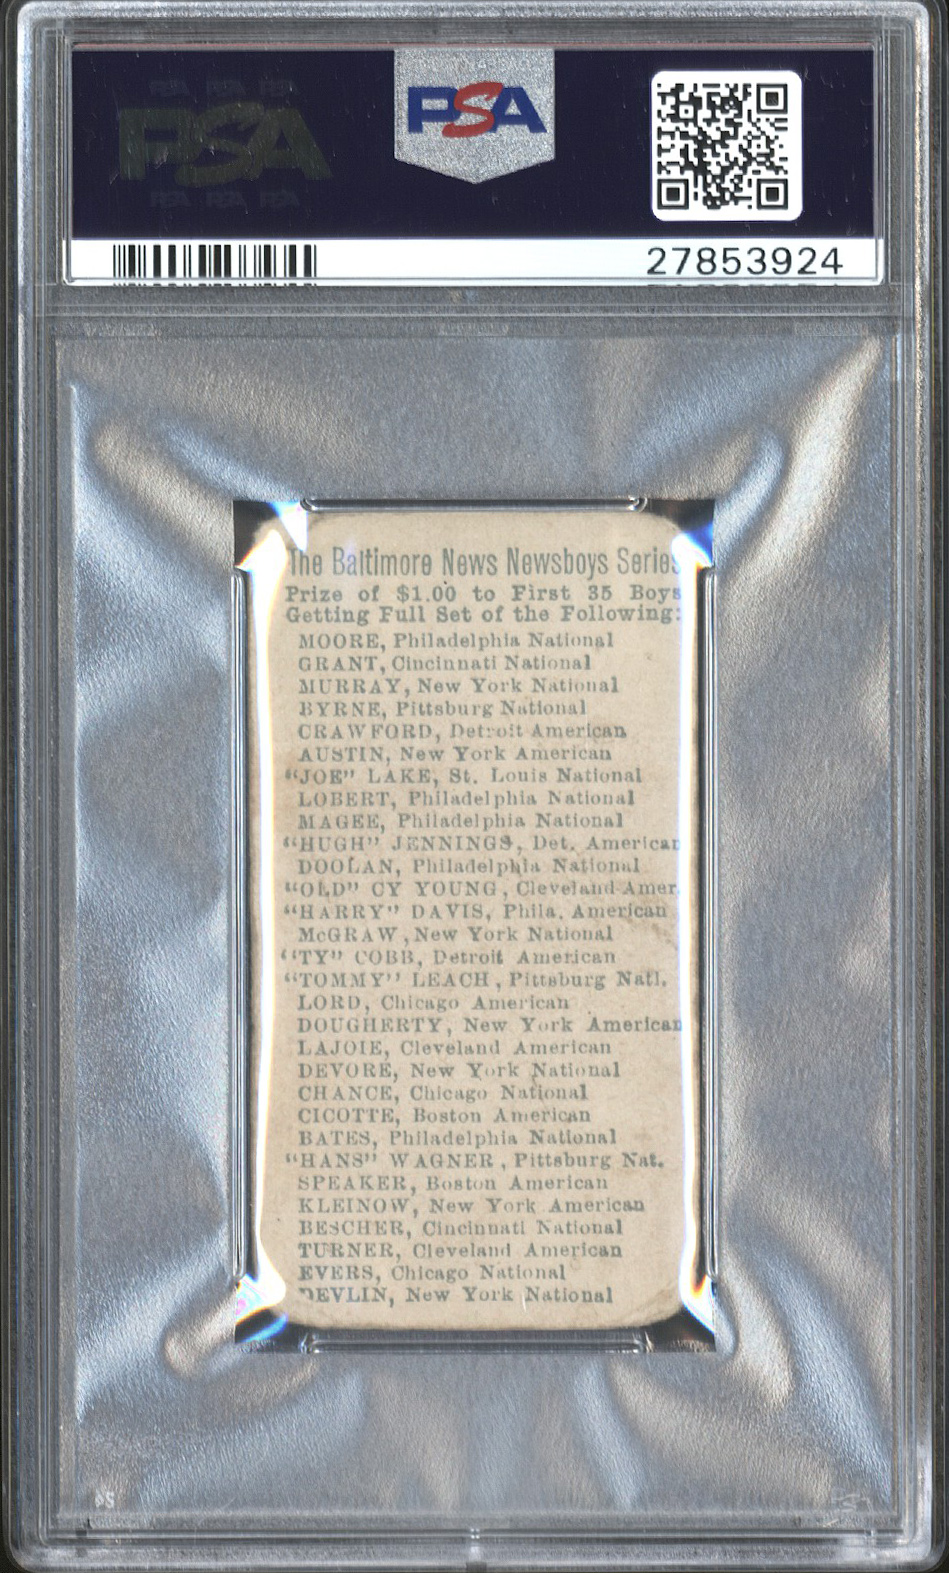 PSA
PSA
27853924
The Baltimore News Newsboys Series
Prize of $1.00 to First 35 Boys
Getting Full Set of the Following:
MOORE, Philadelphia National
GRANT, Cincinnati National
MURRAY, New York National
BYRNE, Pittsburg National
CRAWFORD, Detroit American
AUSTIN, New York American
"JOE" LAKE, St. Louis National
LOBERT, Philadelphia National
MAGEE, Philadelphia National
"HUGH" JENNINGS, Det. American
DOOLAN, Philadelphia National
"OLD" CY YOUNG, Cleveland Amer.
"HARRY" DAVIS, Phila. American
McGRAW, New York National
"TY" COBB, Detroit American
"TOMMY" LEACH, Pittsburg Natl.
LORD, Chicago American
DOUGHERTY, New York American
LAJOIE, Cleveland American
DEVORE, New York National
CHANCE, Chicago National
CICOTTE, Boston American
BATES, Philadelphia National
"HANS" WAGNER, Pittsburg Nat.
SPEAKER, Boston American
KLEINOW, New York American
BESCHER, Cincinnati National
TURNER, Cleveland American
EVERS, Chicago National
DEVLIN, New York National